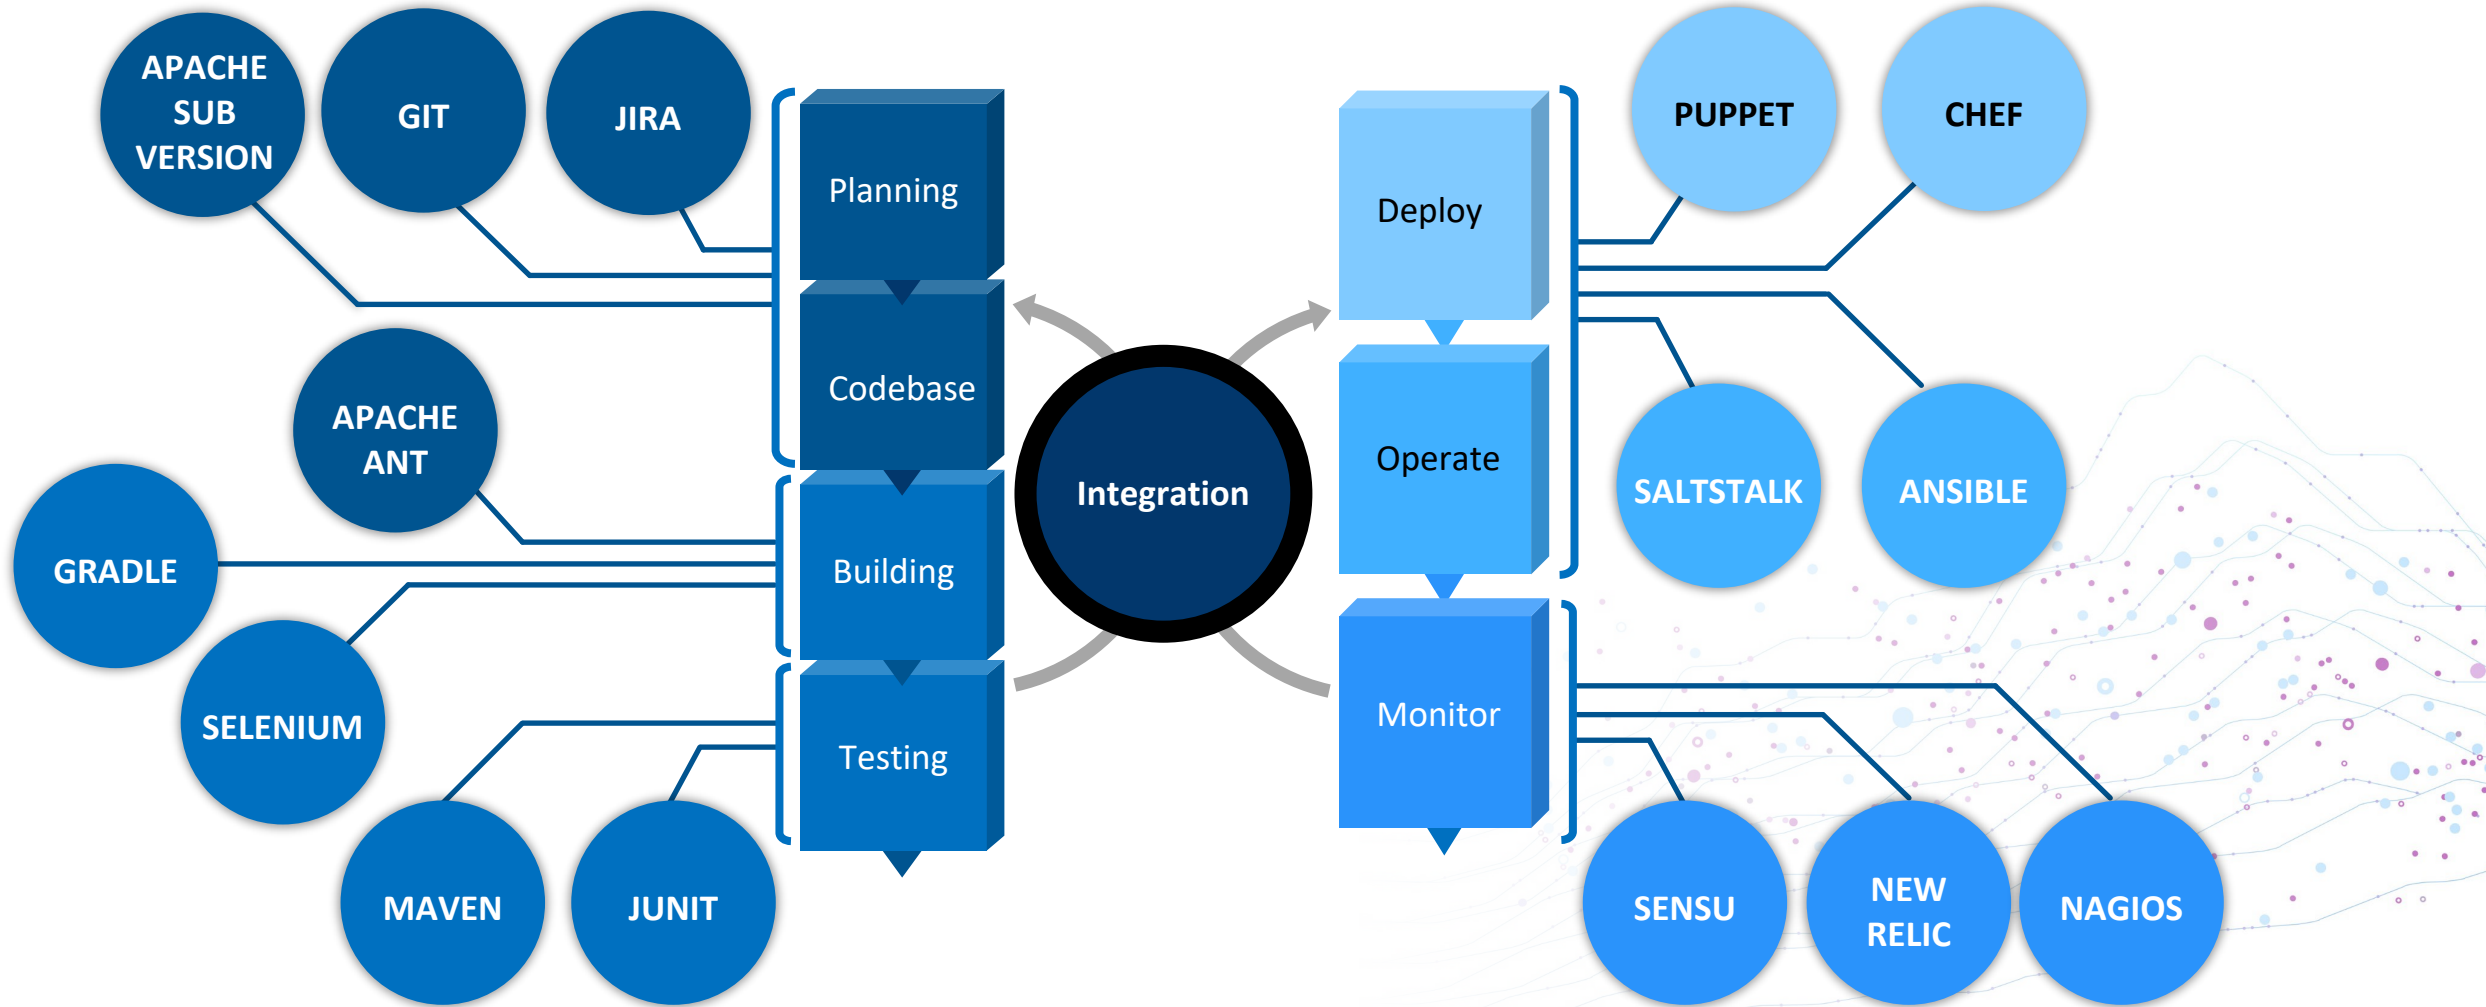 APACHE
SUB
VERSION
GIT
JIRA
Planning
Codebase
APACHE
ANT
GRADLE
Building
SELENIUM
Testing
MAVEN
JUNIT
Integration
Deploy
PUPPET
CHEF
Operate
SALTSTALK
ANSIBLE
Monitor
SENSU
NEW
RELIC
NAGIOS